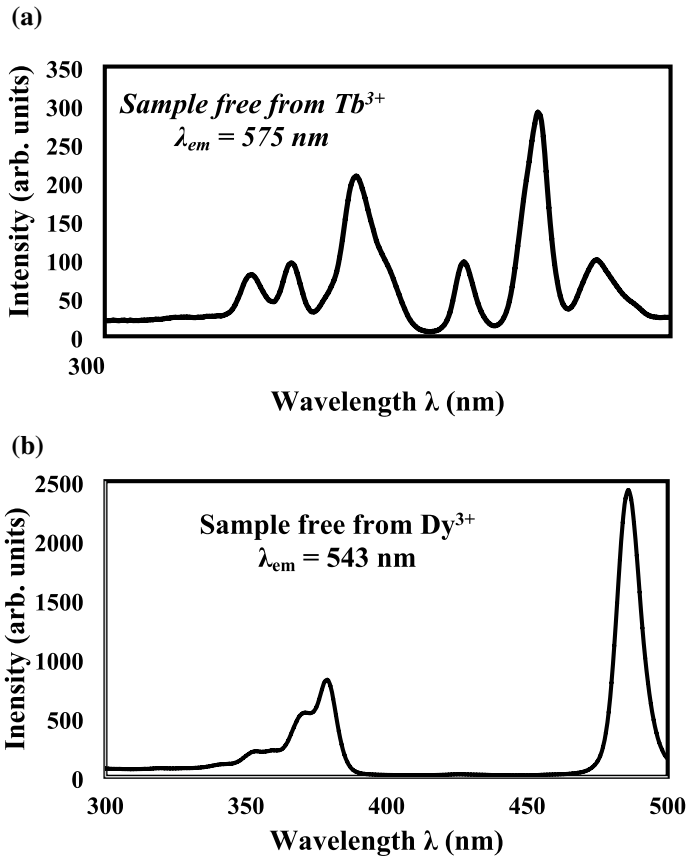 (a)
Intensity (arb. units)
350
300
250
200
150
100
50
0
300
Sample free from Tb³⁺
λem = 575 nm
Wavelength λ (nm)
(b)
Inensity (arb. units)
2500
2000
1500
1000
500
0
Sample free from Dy³⁺
λem = 543 nm
300 350 400 450 500
Wavelength λ (nm)